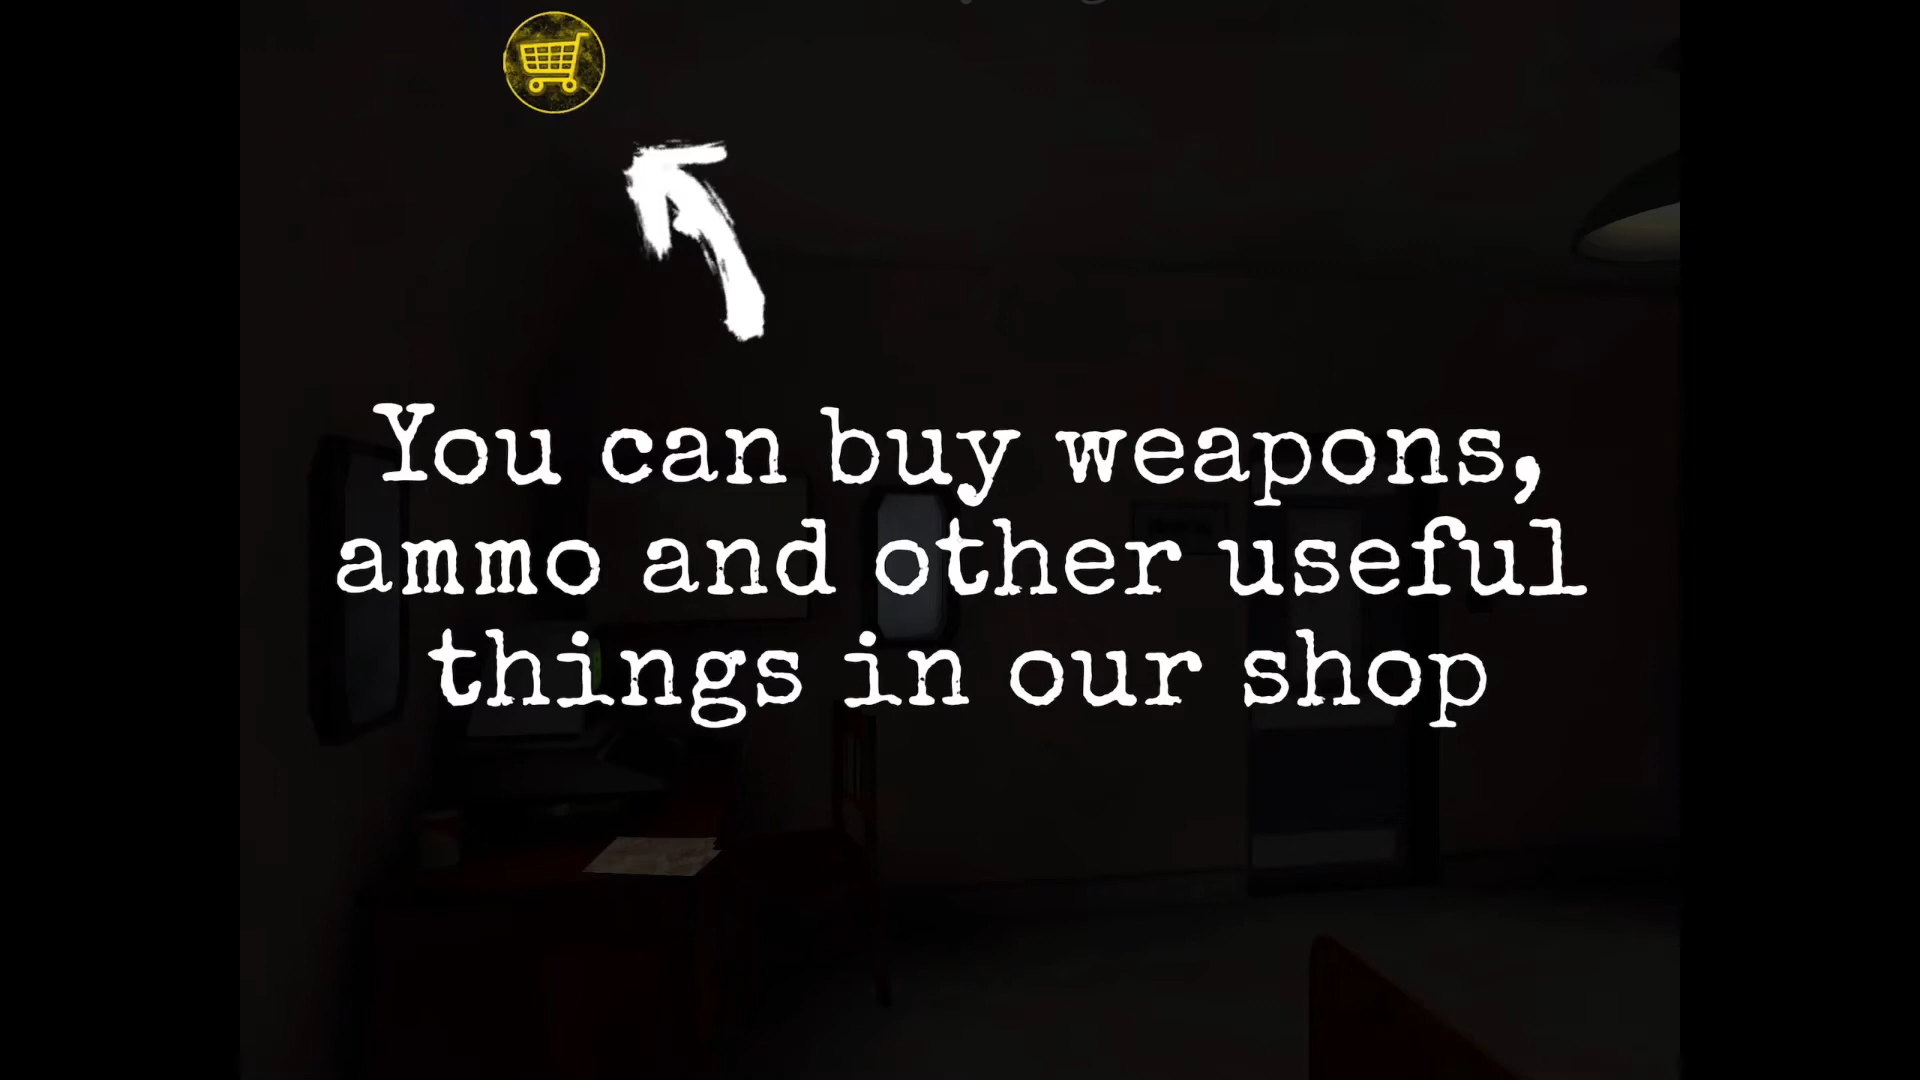 You can buy weapons,
ammo and other useful
things in our shop